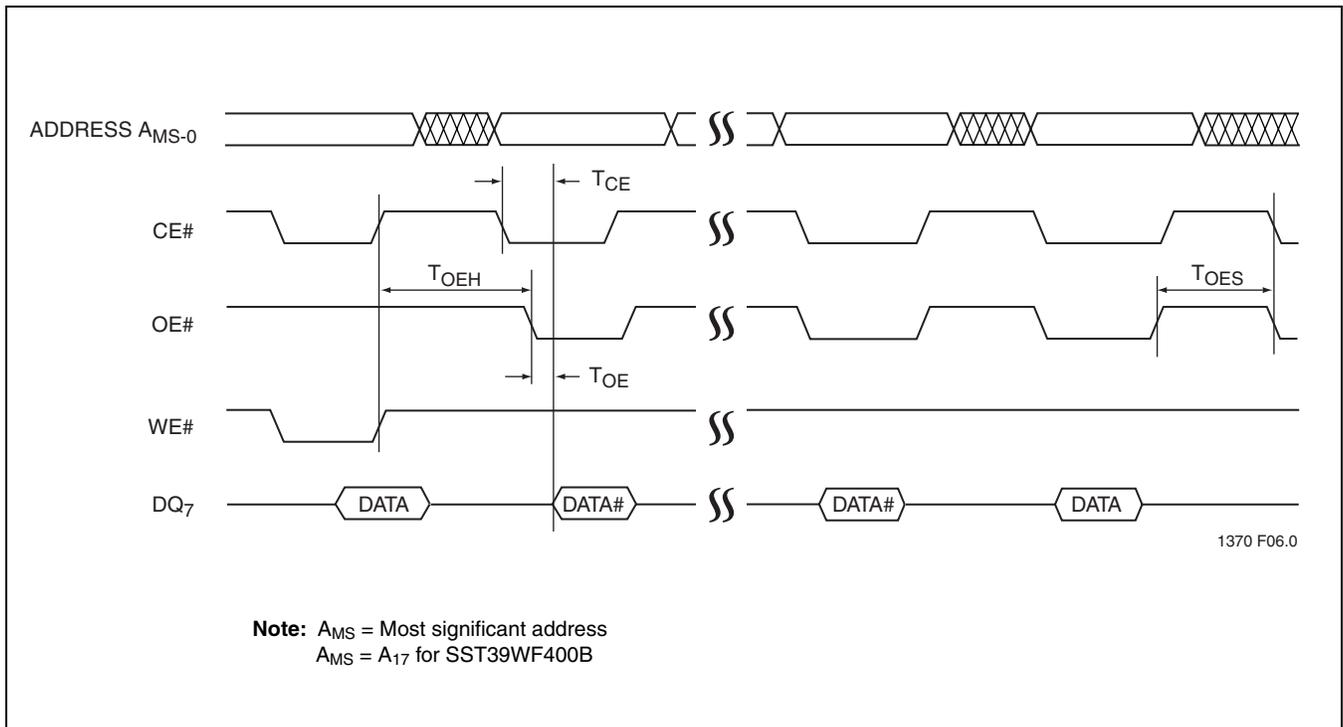 ADDRESS AMS-0
TCE
CE#
TOEH
TOES
OE#
TOE
WE#
DQ7
DATA
DATA#
DATA#
DATA
1370 F06.0
Note: AMS = Most significant address
AMS = A17 for SST39WF400B